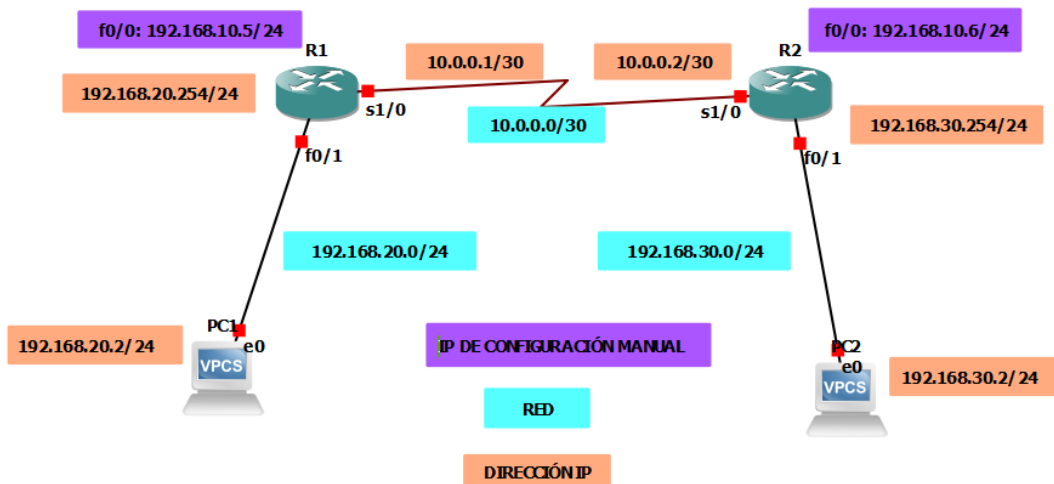 f0/0: 192.168.10.5/24
f0/0: 192.168.10.6/24
R1
R2
10.0.0.1/30
10.0.0.2/30
192.168.20.254/24
s1/0
s1/0
10.0.0.0/30
192.168.30.254/24
f0/1
f0/1
192.168.20.0/24
192.168.30.0/24
PC1
192.168.20.2/24
e0
VPCS
IP DE CONFIGURACIÓN MANUAL
PC2
e0
VPCS
192.168.30.2/24
RED
DIRECCIÓN IP